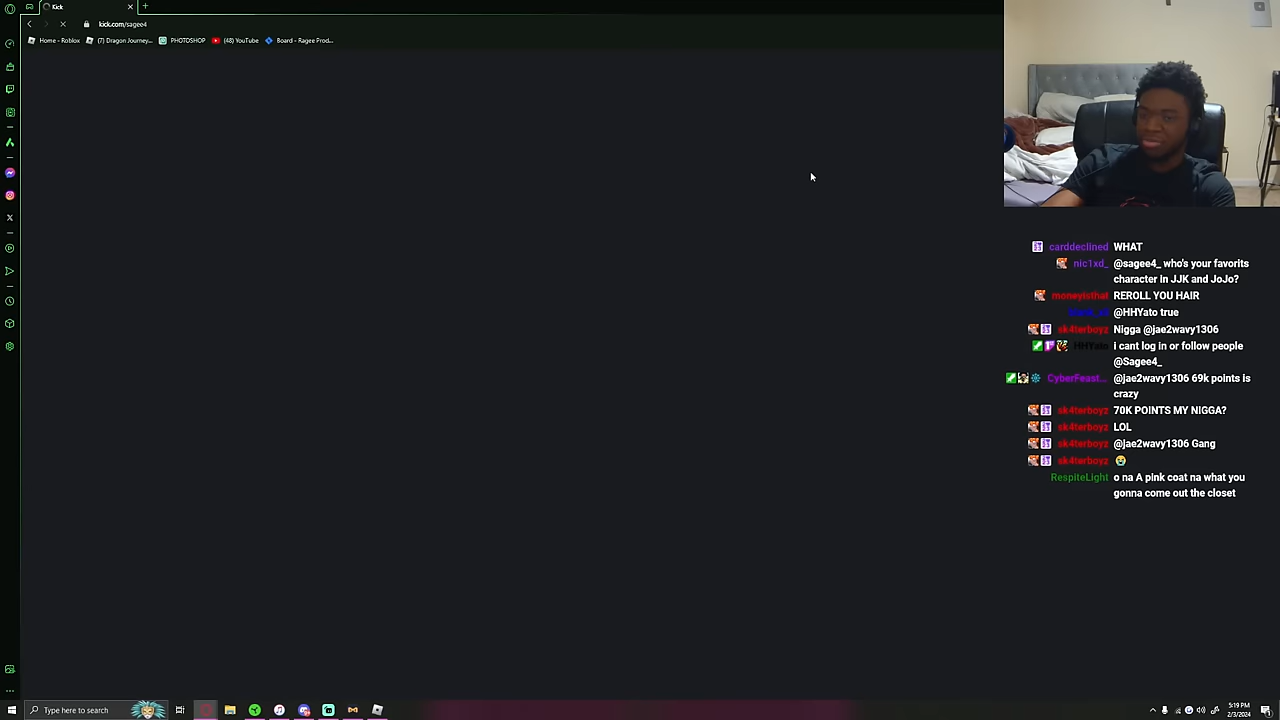 Kick
kick.com/sagee4
Home - Roblox
(7) Dragon Journey...
PHOTOSHOP
(48) YouTube
Board - Ragee Prod...
carddeclined WHAT
nic1xd_ @sagee4_ who's your favorits
character in JJK and JoJo?
moneyisthat REROLL YOU HAIR
@HHYato true
sk4terboyz Nigga @jae2wavy1306
HHYato i cant log in or follow people
@Sagee4_
CyberFeast... @jae2wavy1306 69k points is
crazy
sk4terboyz 70K POINTS MY NIGGA?
sk4terboyz LOL
sk4terboyz @jae2wavy1306 Gang
sk4terboyz 😭
RespiteLight o na A pink coat na what you
gonna come out the closet
Type here to search
5:19 PM
2/3/2024